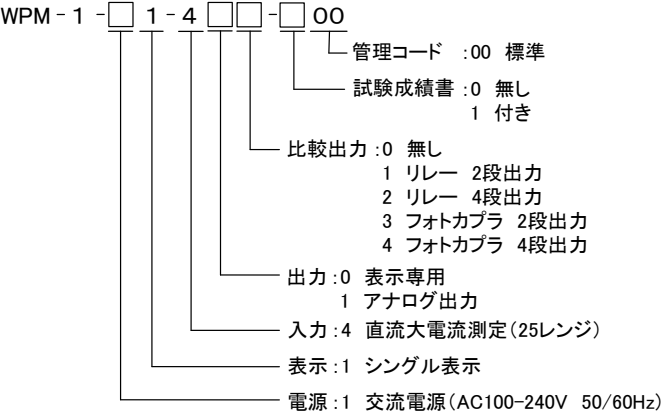 WPM-1-□1-4□□-□00
管理コード :00 標準
試験成績書:0 無し
1 付き
比較出力:0 無し
1 リレー 2段出力
2 リレー 4段出力
3 フォトカプラ 2段出力
4 フォトカプラ 4段出力
出力:0 表示専用
1 アナログ出力
入力:4 直流大電流測定(25レンジ)
表示:1 シングル表示
電源:1 交流電源(AC100-240V 50/60Hz)